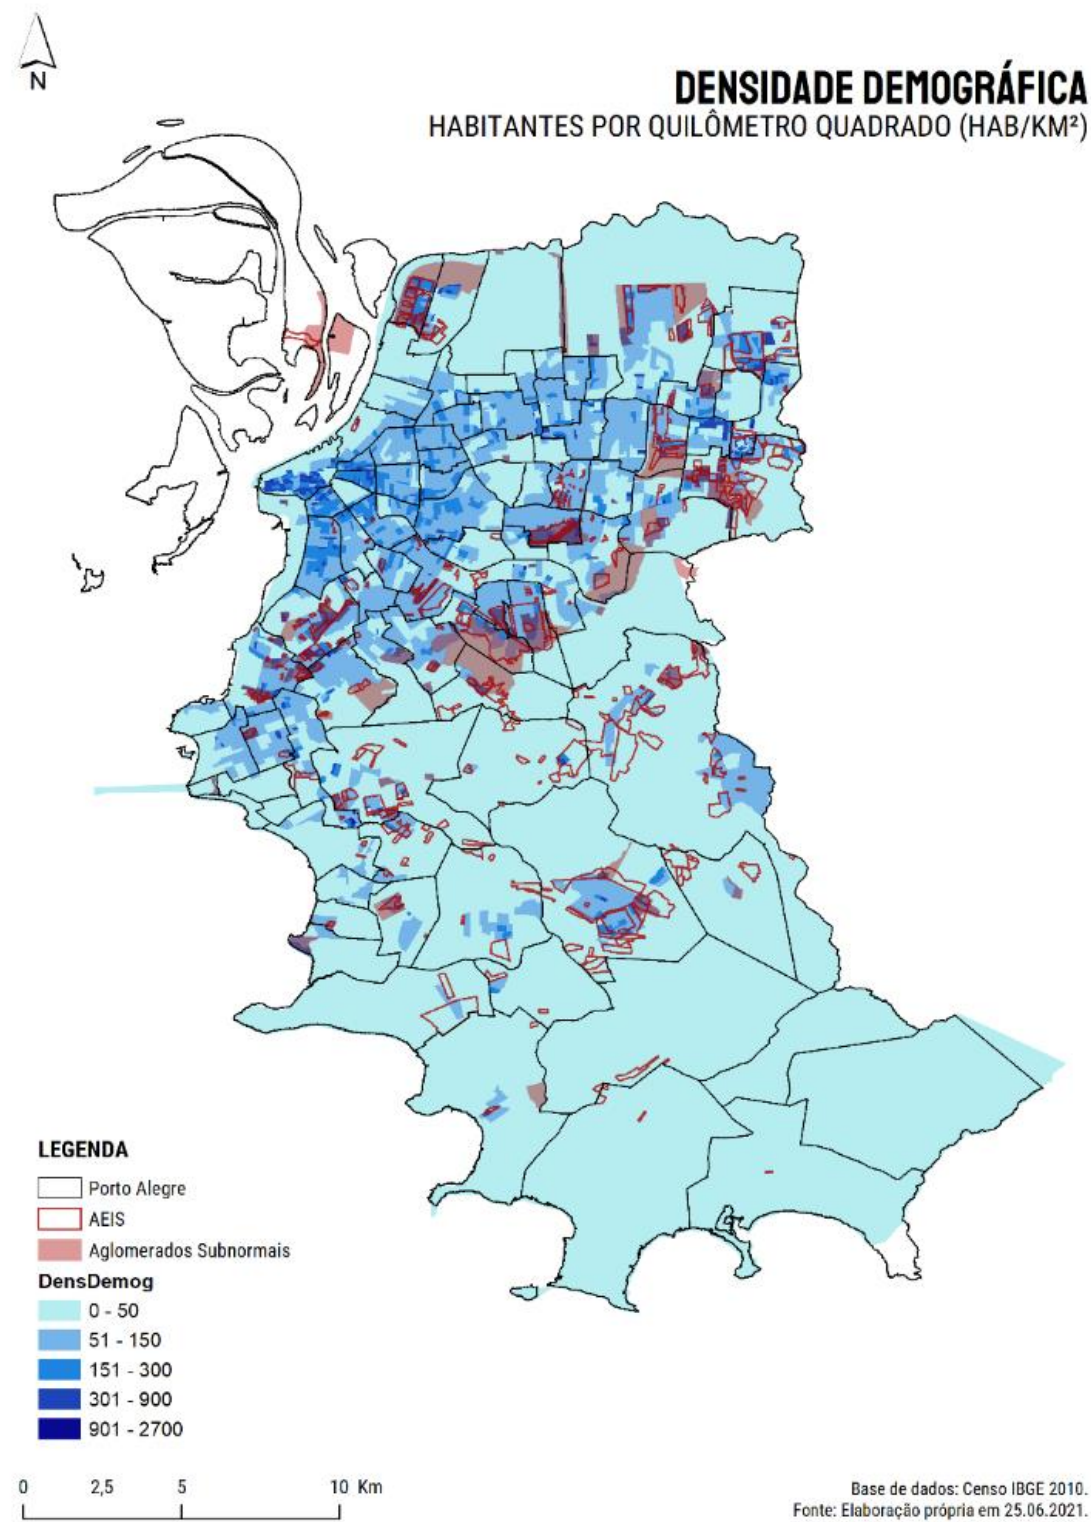 N
DENSIDADE DEMOGRÁFICA
HABITANTES POR QUILÔMETRO QUADRADO (HAB/KM²)
LEGENDA
Porto Alegre
AEIS
Aglomerados Subnormais
DensDemog
0 - 50
51 - 150
151 - 300
301 - 900
901 - 2700
0 2,5 5 10 Km
Base de dados: Censo IBGE 2010.
Fonte: Elaboração própria em 25.06.2021.